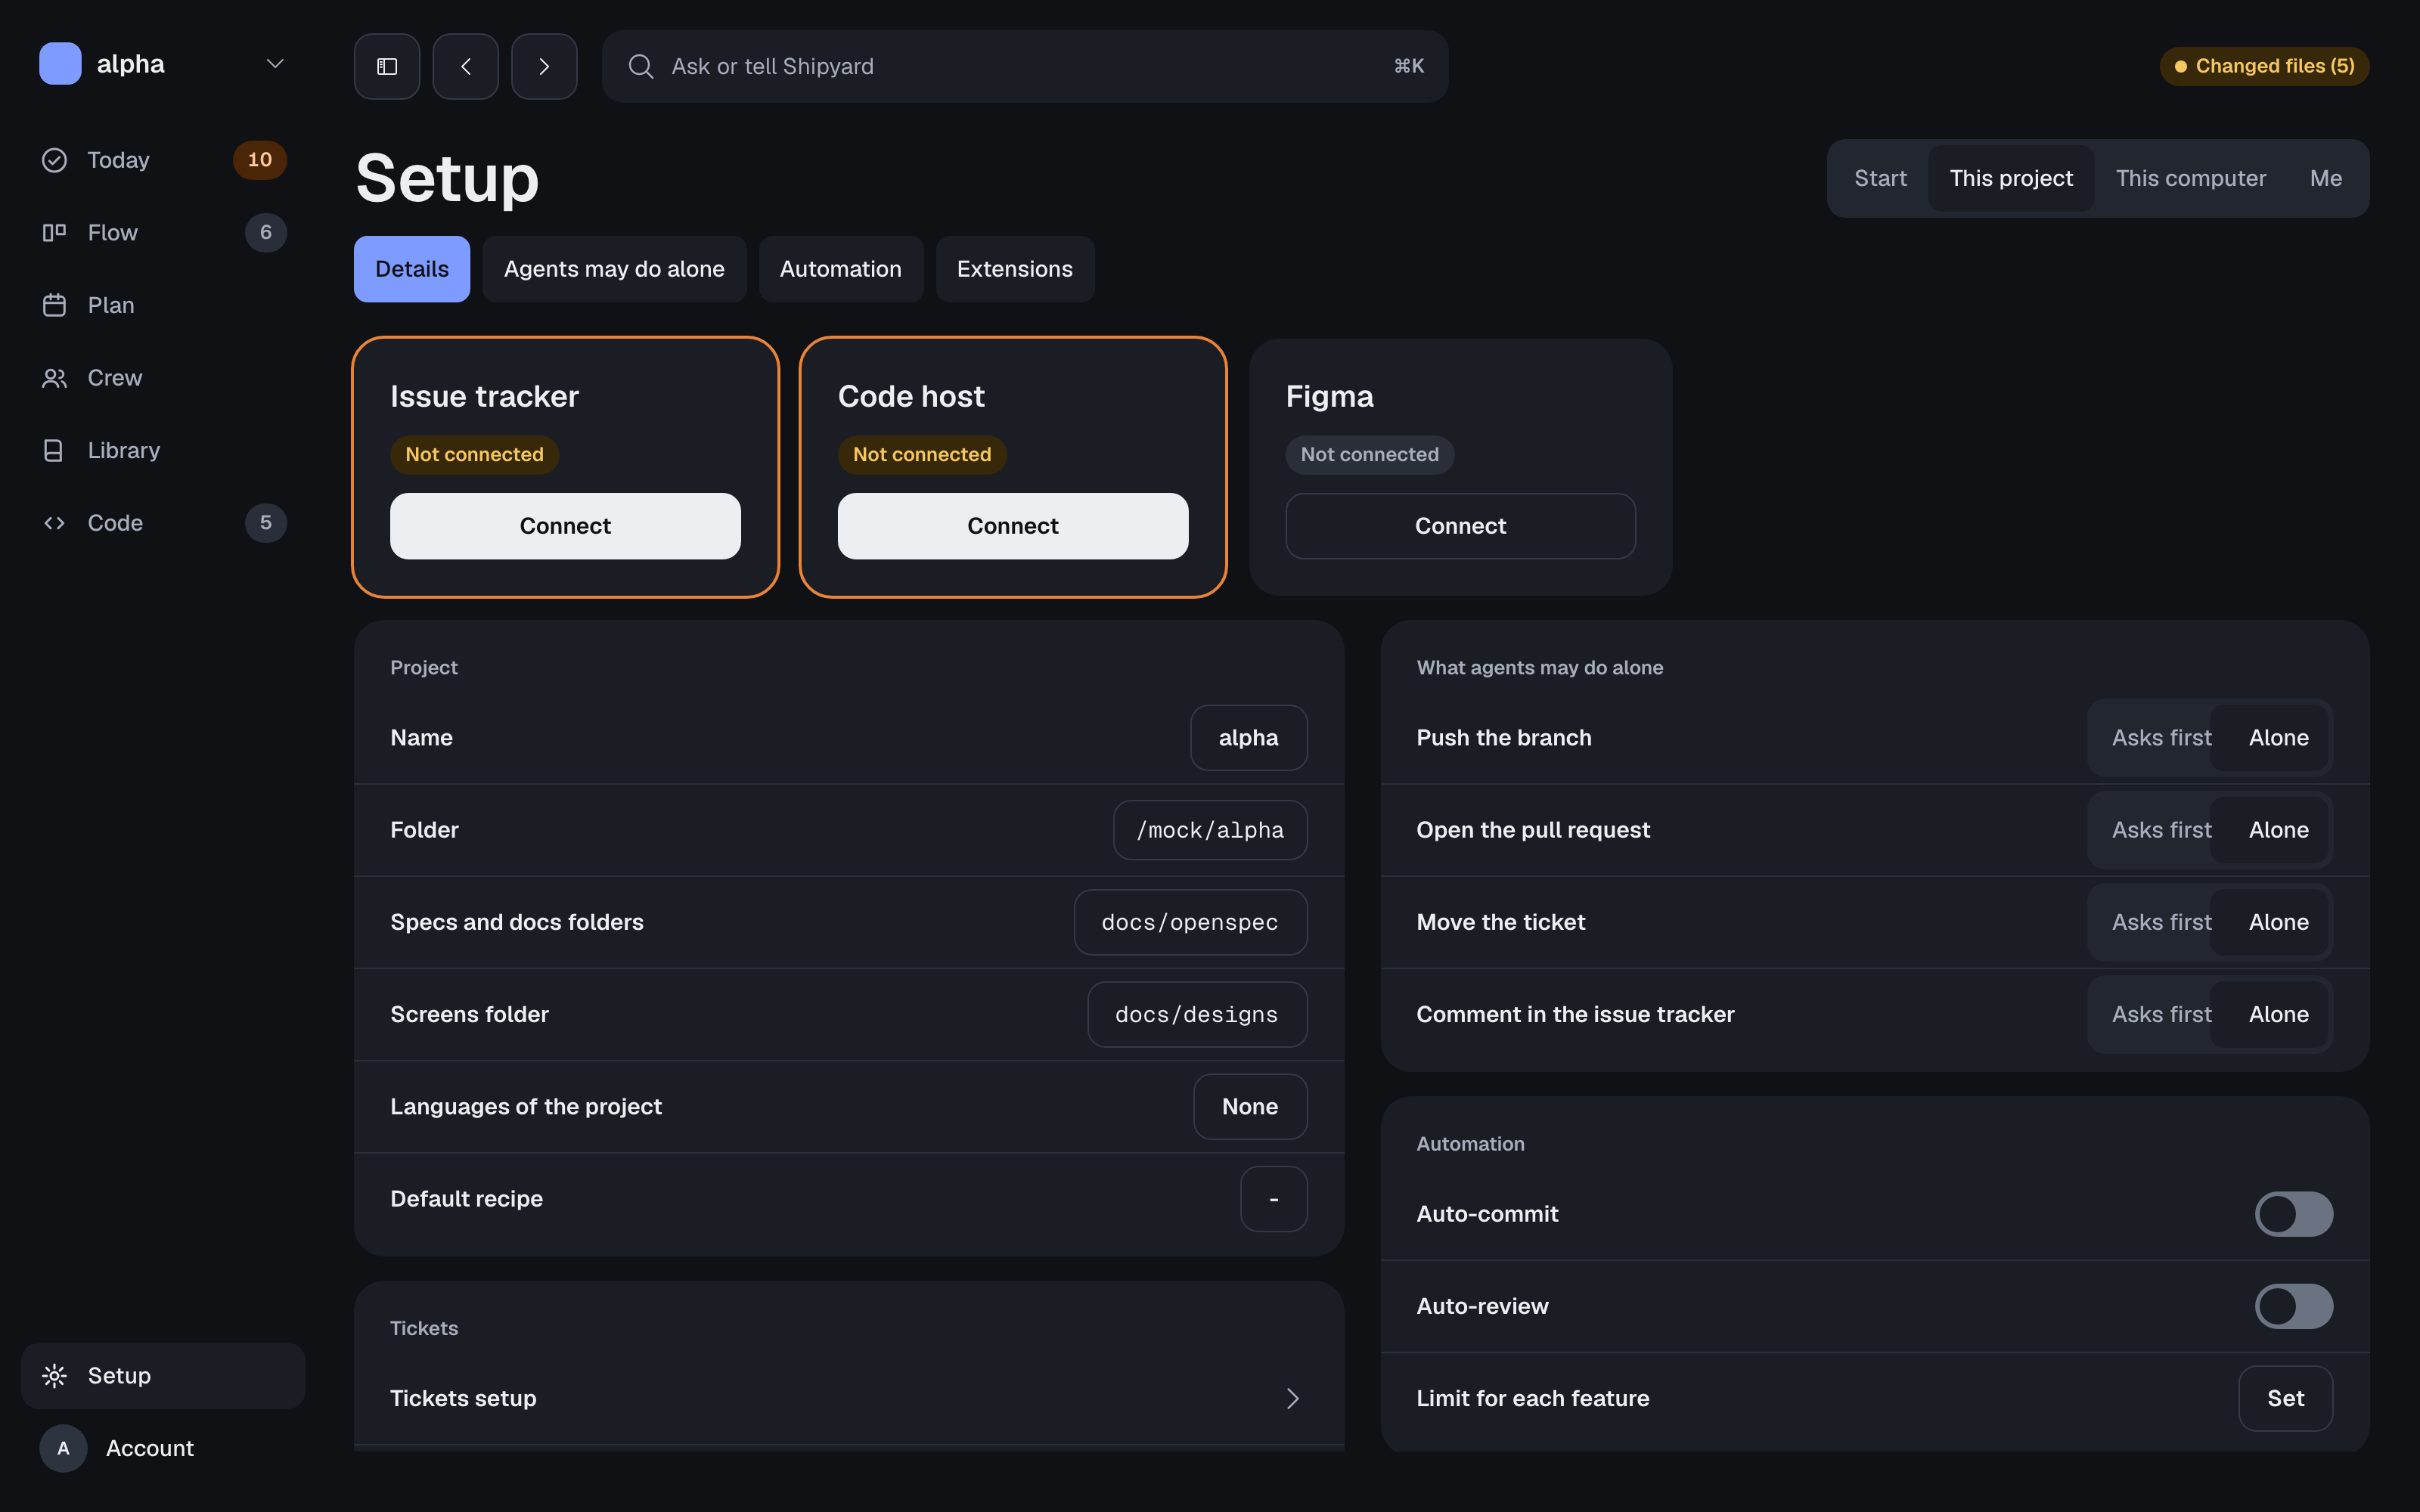 alpha
Ask or tell Shipyard
⌘K
Changed files (5)
Today
10
Flow
6
Plan
Crew
Library
Code
5
Setup
Start
This project
This computer
Me
Details
Agents may do alone
Automation
Extensions
Issue tracker
Not connected
Connect
Code host
Not connected
Connect
Figma
Not connected
Connect
Project
Name
alpha
Folder
/mock/alpha
Specs and docs folders
docs/openspec
Screens folder
docs/designs
Languages of the project
None
Default recipe
-
Tickets
Tickets setup
What agents may do alone
Push the branch
Asks first
Alone
Open the pull request
Asks first
Alone
Move the ticket
Asks first
Alone
Comment in the issue tracker
Asks first
Alone
Automation
Auto-commit
Auto-review
Limit for each feature
Set
Setup
A
Account